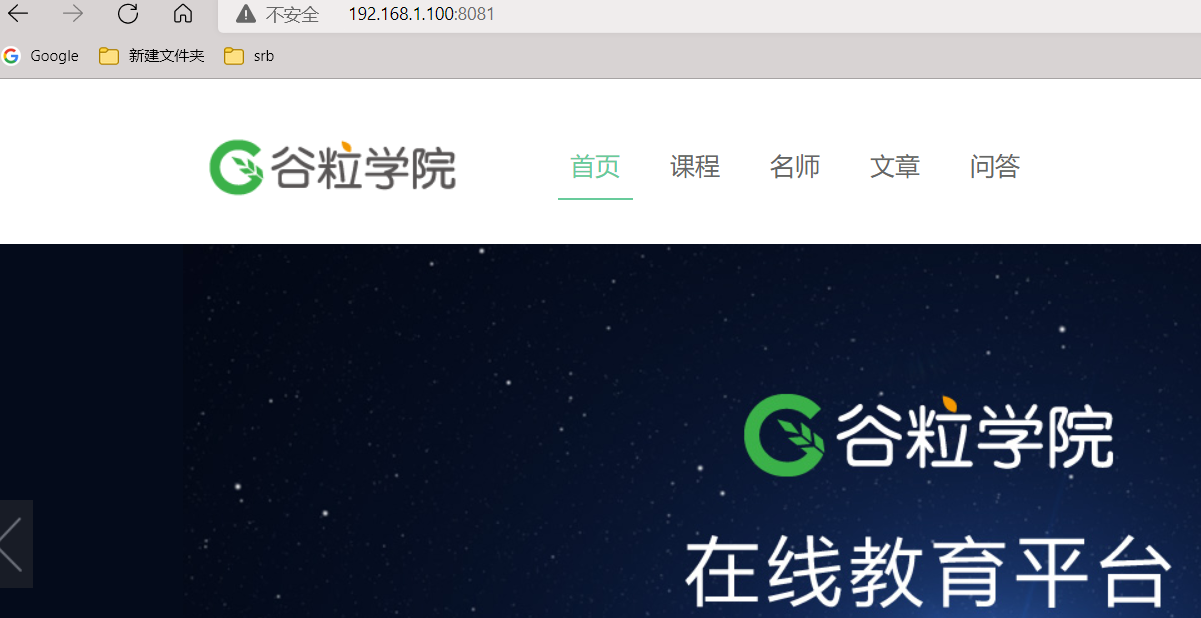 不安全 192.168.1.100:8081
Google 新建文件夹 srb
谷粒学院 首页 课程 名师 文章 问答
谷粒学院
在线教育平台